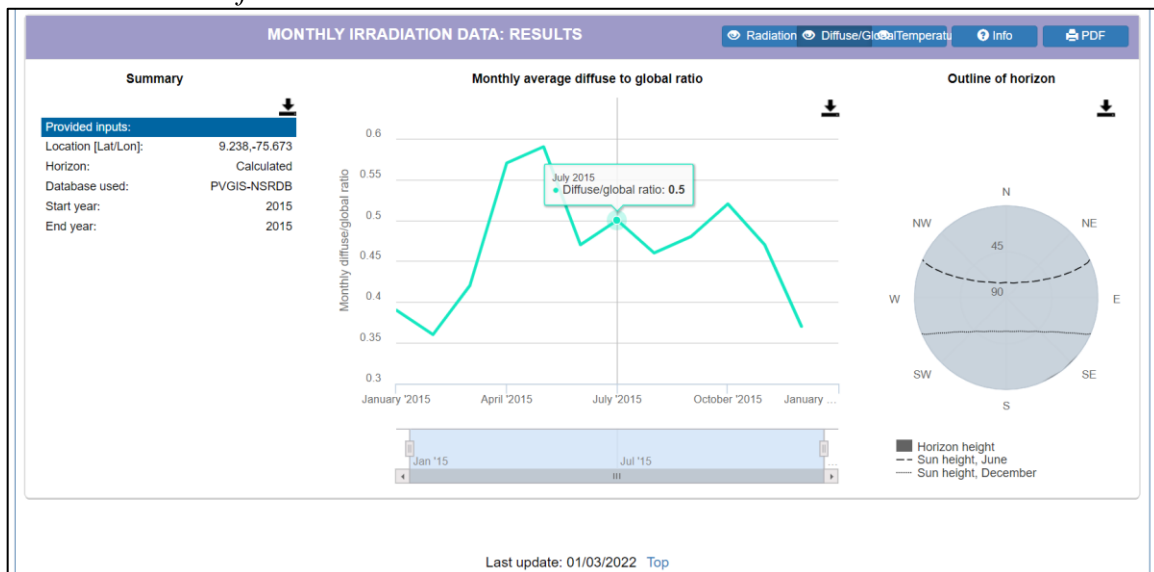 MONTHLY IRRADIATION DATA: RESULTS
Radiation
Diffuse/Global
Temperatu
Info
PDF
Summary
Provided inputs:
Location [Lat/Lon]: 9.238,-75.673
Horizon: Calculated
Database used: PVGIS-NSRDB
Start year: 2015
End year: 2015
Monthly average diffuse to global ratio
Monthly diffuse/global ratio
0.6
0.55
0.5
0.45
0.4
0.35
0.3
July 2015
Diffuse/global ratio: 0.5
January '2015
April '2015
July '2015
October '2015
January ...
Jan '15
Jul '15
...
Outline of horizon
N
NW
NE
45
W
90
E
SW
SE
S
Horizon height
Sun height, June
Sun height, December
Last update: 01/03/2022 Top